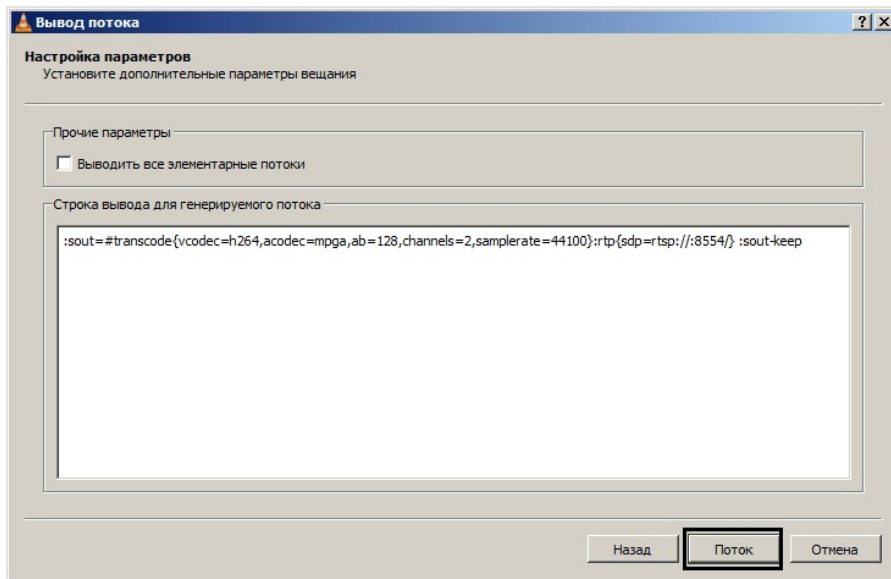 Вывод потока
Настройка параметров
Установите дополнительные параметры вещания
Прочие параметры
Выводить все элементарные потоки
Строка вывода для генерируемого потока
:sout=#transcode{vcodec=h264,acodec=mpga,ab=128,channels=2,samplerate=44100}:rtp{sdp=rtsp://:8554/} :sout-keep
Назад Поток Отмена